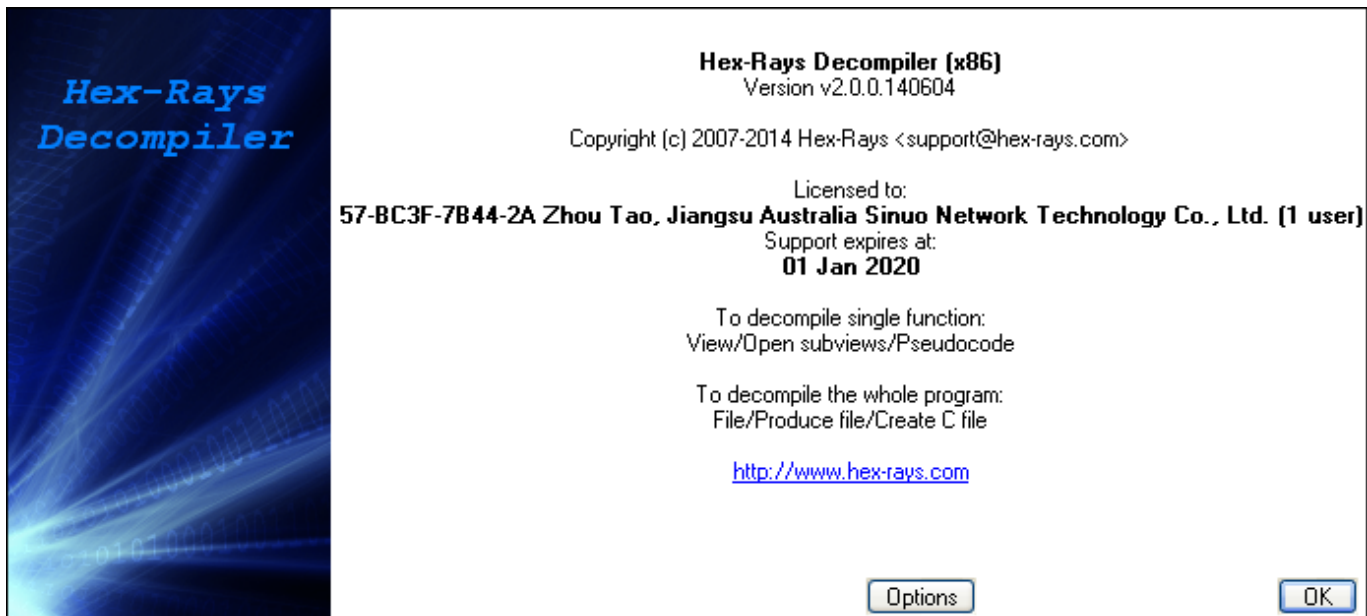 Hex-Rays
Decompiler
Hex-Rays Decompiler (x86)
Version v2.0.0.140604
Copyright (c) 2007-2014 Hex-Rays <support@hex-rays.com>
Licensed to:
57-BC3F-7B44-2A Zhou Tao, Jiangsu Australia Sinuo Network Technology Co., Ltd. (1 user)
Support expires at:
01 Jan 2020
To decompile single function:
View/Open subviews/Pseudocode
To decompile the whole program:
File/Produce file/Create C file
http://www.hex-rays.com
Options
OK